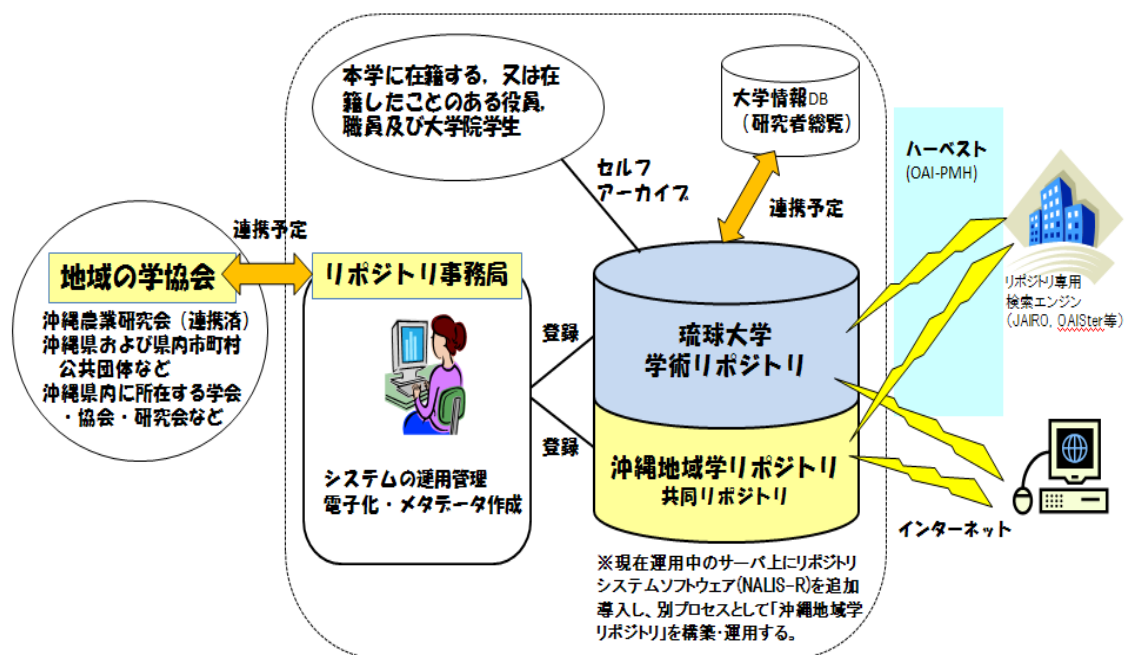 本学に在籍する，又は在
籍したことのある役員，
職員及び大学院学生
大学情報DB
（研究者総覧）
セルフ
アーカイブ
連携予定
ハーベスト
(OAI-PMH)
リポジトリ専用
検索エンジン
（JAIRO, OAISter等）
連携予定
地域の学協会
沖縄農業研究会（連携済）
沖縄県および県内市町村
公共団体など
沖縄県内に所在する学会
・協会・研究会など
リポジトリ事務局
システムの運用管理
電子化・メタデータ作成
登録
登録
琉球大学
学術リポジトリ
沖縄地域学リポジトリ
共同リポジトリ
インターネット
※現在運用中のサーバ上にリポジトリ
システムソフトウェア(NALIS-R)を追加
導入し、別プロセスとして「沖縄地域学
リポジトリ」を構築・運用する。